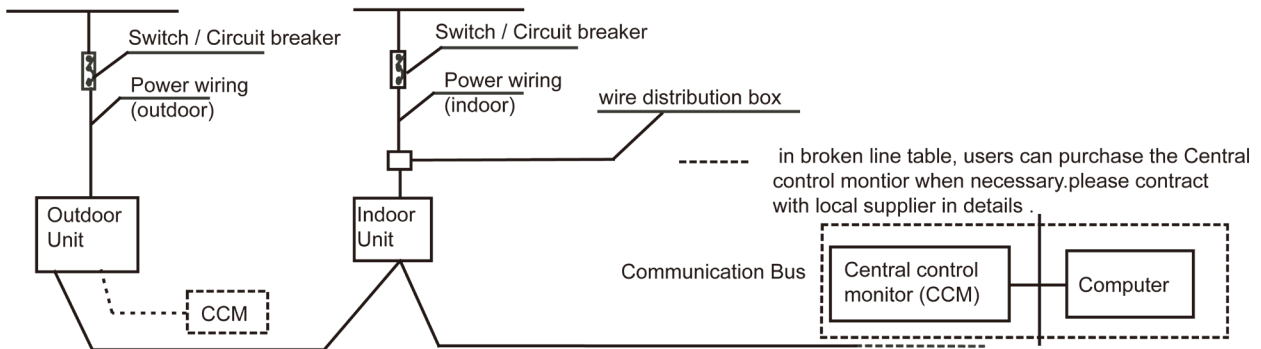 Switch / Circuit breaker
Power wiring
(outdoor)
Outdoor
Unit
CCM
Switch / Circuit breaker
Power wiring
(indoor)
wire distribution box
Indoor
Unit
in broken line table, users can purchase the Central
control montior when necessary.please contract
with local supplier in details .
Communication Bus
Central control
monitor (CCM)
Computer